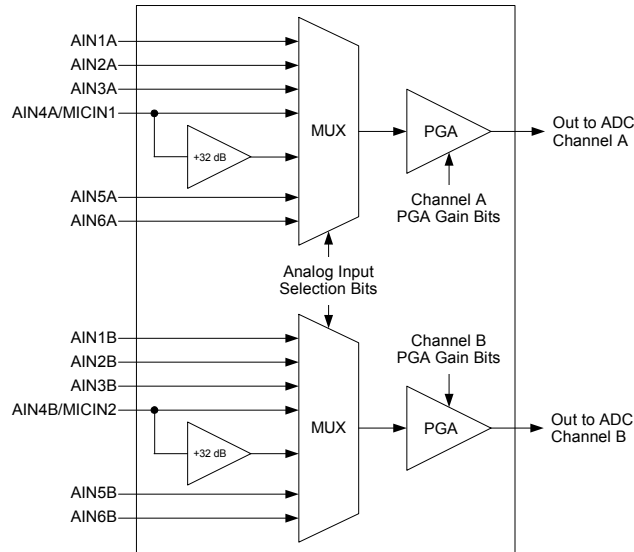 AIN1A
AIN2A
AIN3A
AIN4A/MICIN1
+32 dB
AIN5A
AIN6A
MUX
PGA
Out to ADC
Channel A
Channel A
PGA Gain Bits
Analog Input
Selection Bits
AIN1B
AIN2B
AIN3B
AIN4B/MICIN2
+32 dB
AIN5B
AIN6B
MUX
Channel B
PGA Gain Bits
PGA
Out to ADC
Channel B